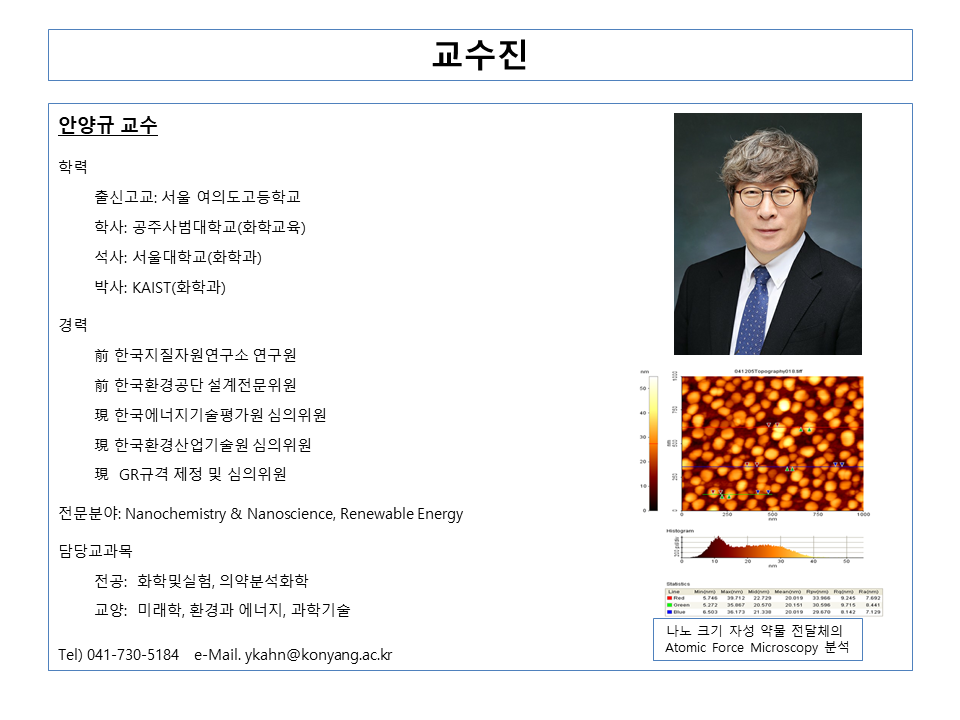 교수진
안양규 교수
학력
출신고교: 서울 여의도고등학교
학사: 공주사범대학교(화학교육)
석사: 서울대학교(화학과)
박사: KAIST(화학과)
경력
前 한국지질자원연구소 연구원
前 한국환경공단 설계전문위원
現 한국에너지기술평가원 심의위원
現 한국환경산업기술원 심의위원
現 GR규격 제정 및 심의위원
전문분야: Nanochemistry & Nanoscience, Renewable Energy
담당교과목
전공: 화학및실험, 의약분석화학
교양: 미래학, 환경과 에너지, 과학기술
Tel) 041-730-5184 e-Mail. ykahn@konyang.ac.kr
nm
041205Topography018.tiff
50
40
30
20
10
0
0 250 500 750 1000
nm
Histogram
0 10 20 30 40 50
nm
Statistics
Line Min(nm) Max(nm) Mid(nm) Mean(nm) Rpv(nm) Rq(nm) Ra(nm)
Red 5.746 39.712 22.729 20.019 33.966 9.245 7.692
Green 5.272 35.867 20.570 20.151 30.596 9.715 8.441
Blue 6.503 36.173 21.338 20.019 29.670 8.142 7.129
나노 크기 자성 약물 전달체의
Atomic Force Microscopy 분석